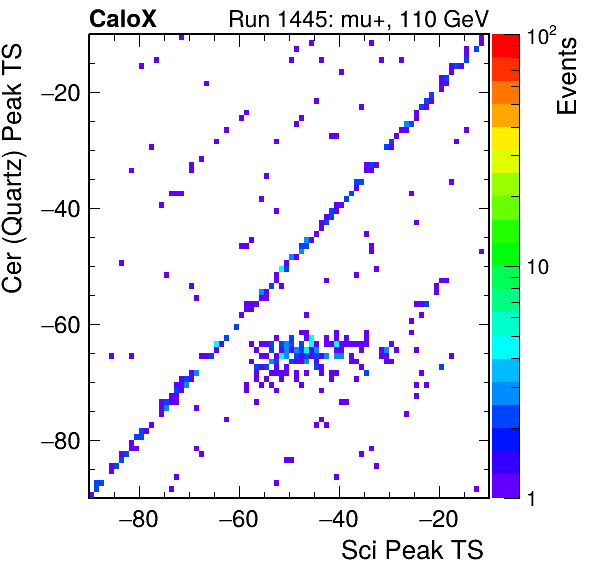 CaloX Run 1445: mu+, 110 GeV
Cer (Quartz) Peak TS
−20
−40
−60
−80
−80 −60 −40 −20
Sci Peak TS
10²
10
1
Events